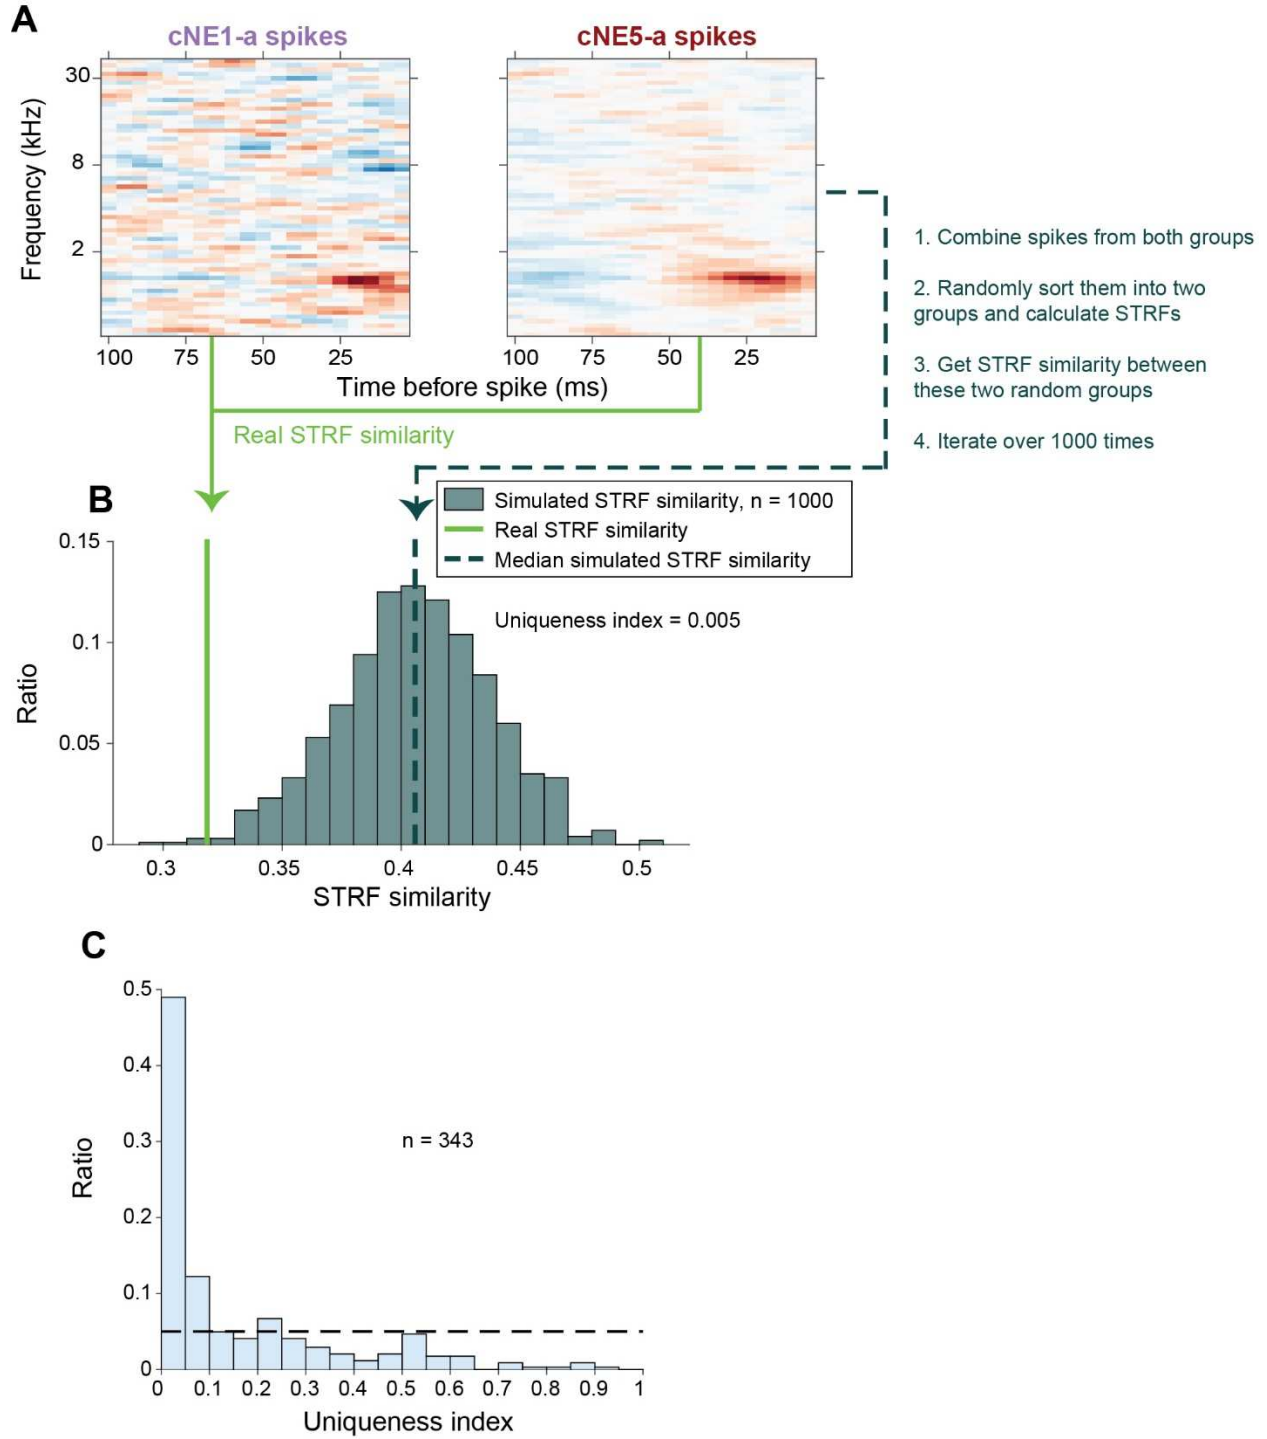 A
cNE1-a spikes
cNE5-a spikes
Frequency (kHz)
30
8
2
100 75 50 25
100 75 50 25
Time before spike (ms)
1. Combine spikes from both groups
2. Randomly sort them into two
groups and calculate STRFs
3. Get STRF similarity between
these two random groups
4. Iterate over 1000 times
Real STRF similarity
B
Simulated STRF similarity, n = 1000
Real STRF similarity
Median simulated STRF similarity
Uniqueness index = 0.005
Ratio
0.15
0.1
0.05
0
0.3 0.35 0.4 0.45 0.5
STRF similarity
C
Ratio
0.5
0.4
0.3
0.2
0.1
0
n = 343
0 0.1 0.2 0.3 0.4 0.5 0.6 0.7 0.8 0.9 1
Uniqueness index